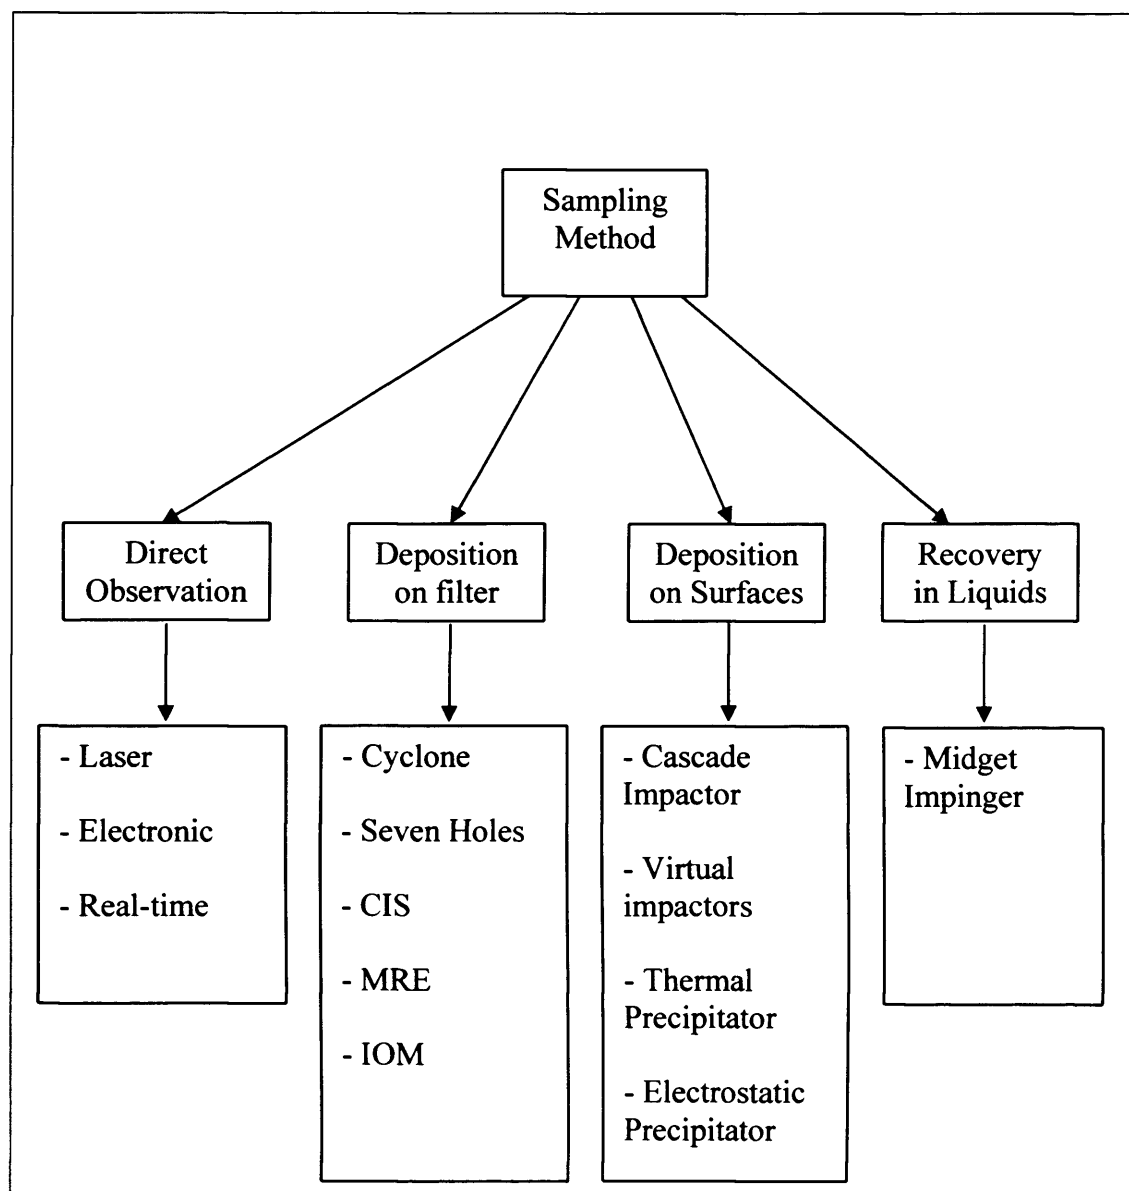 Sampling
Method
Direct
Observation
Deposition
on filter
Deposition
on Surfaces
Recovery
in Liquids
- Laser
- Electronic
- Real-time
- Cyclone
- Seven Holes
- CIS
- MRE
- IOM
- Cascade
Impactor
- Virtual
impactors
- Thermal
Precipitator
- Electrostatic
Precipitator
- Midget
Impinger